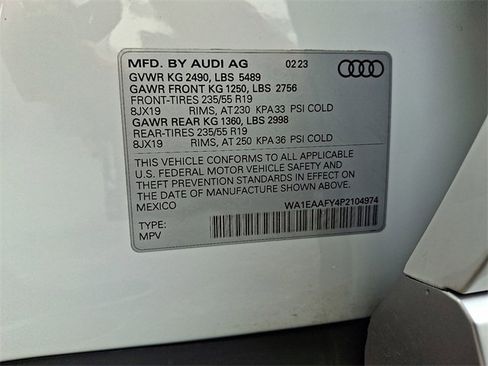 MFD. BY AUDI AG 02 23
GVWR KG 2490, LBS 5489
GAWR FRONT KG 1250, LBS 2756
FRONT-TIRES 235/55 R19
8JX19 RIMS, AT 230 KPA 33 PSI COLD
GAWR REAR KG 1360, LBS 2998
REAR-TIRES 235/55 R19
8JX19 RIMS, AT 250 KPA 36 PSI COLD
THIS VEHICLE CONFORMS TO ALL APPLICABLE
U.S. FEDERAL MOTOR VEHICLE SAFETY AND
THEFT PREVENTION STANDARDS IN EFFECT ON
THE DATE OF MANUFACTURE SHOWN ABOVE.
MEXICO WA1EAAFY4P2104974
TYPE:
MPV